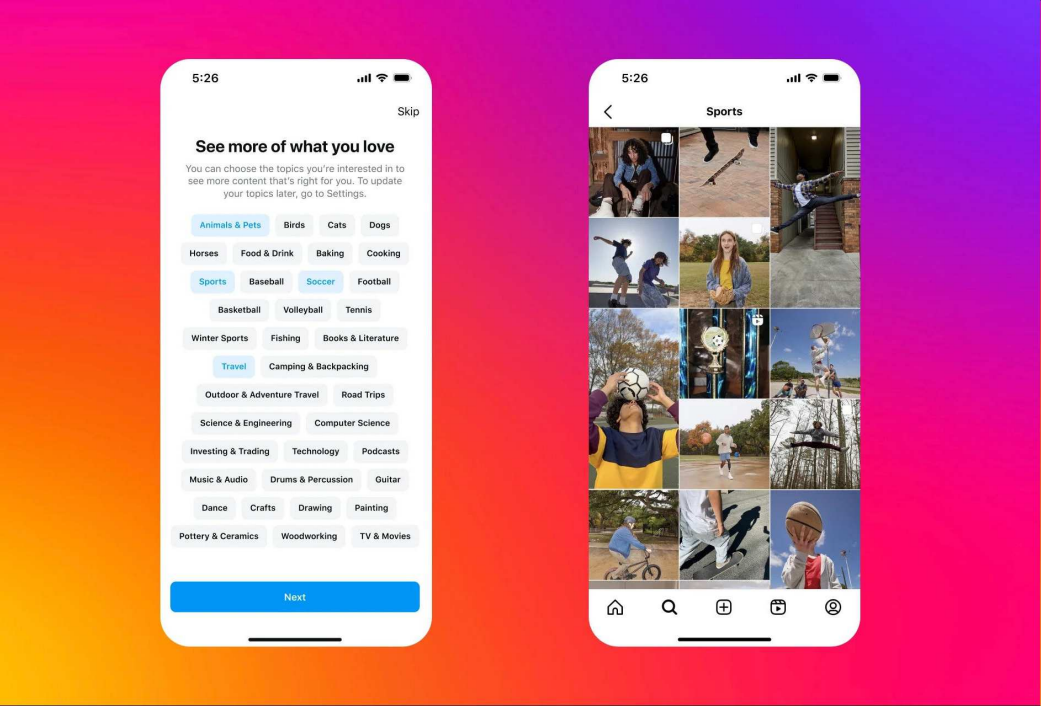 5:26
Skip
See more of what you love
You can choose the topics you're interested in to
see more content that's right for you. To update
your topics later, go to Settings.
Animals & Pets Birds Cats Dogs
Horses Food & Drink Baking Cooking
Sports Baseball Soccer Football
Basketball Volleyball Tennis
Winter Sports Fishing Books & Literature
Travel Camping & Backpacking
Outdoor & Adventure Travel Road Trips
Science & Engineering Computer Science
Investing & Trading Technology Podcasts
Music & Audio Drums & Percussion Guitar
Dance Crafts Drawing Painting
Pottery & Ceramics Woodworking TV & Movies
Next
5:26
Sports